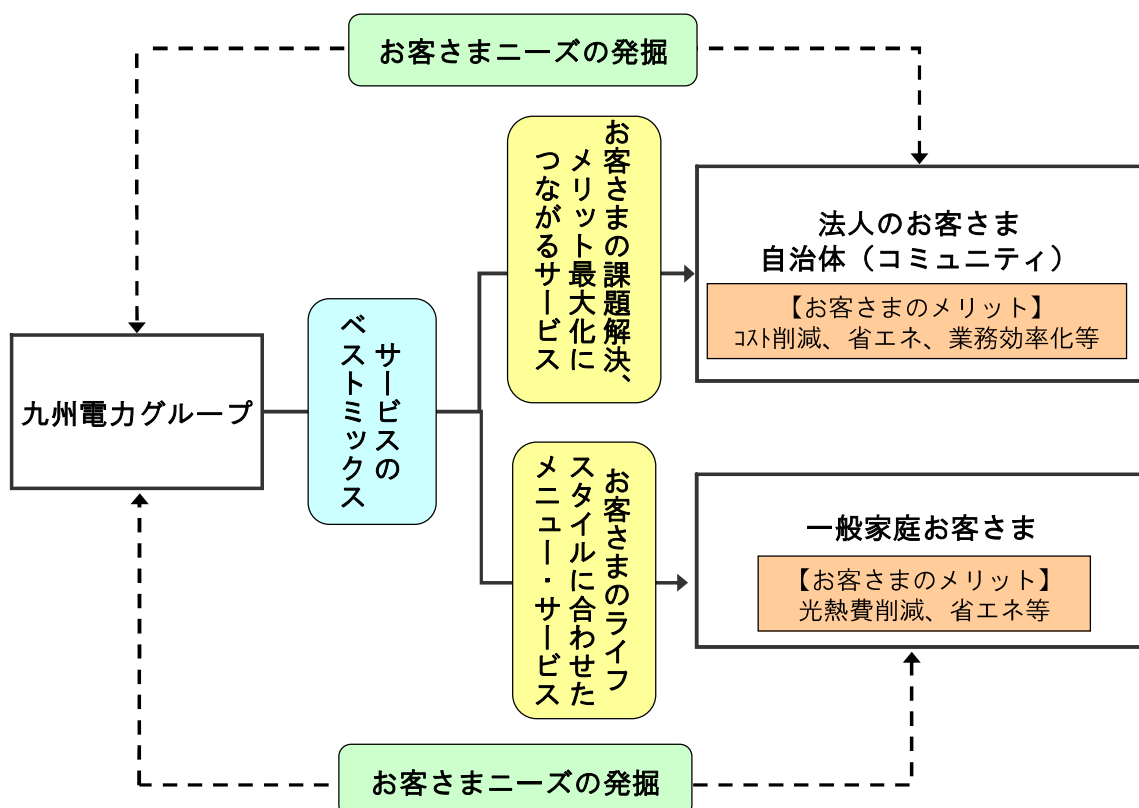 お客さまニーズの発掘
お客さまの課題解決、
メリット最大化に
つながるサービス
法人のお客さま
自治体（コミュニティ）
【お客さまのメリット】
ｺｽﾄ削減、省エネ、業務効率化等
九州電力グループ
サービスの
ベストミックス
お客さまのライフ
スタイルに合わせた
メニュー・サービス
一般家庭お客さま
【お客さまのメリット】
光熱費削減、省エネ等
お客さまニーズの発掘